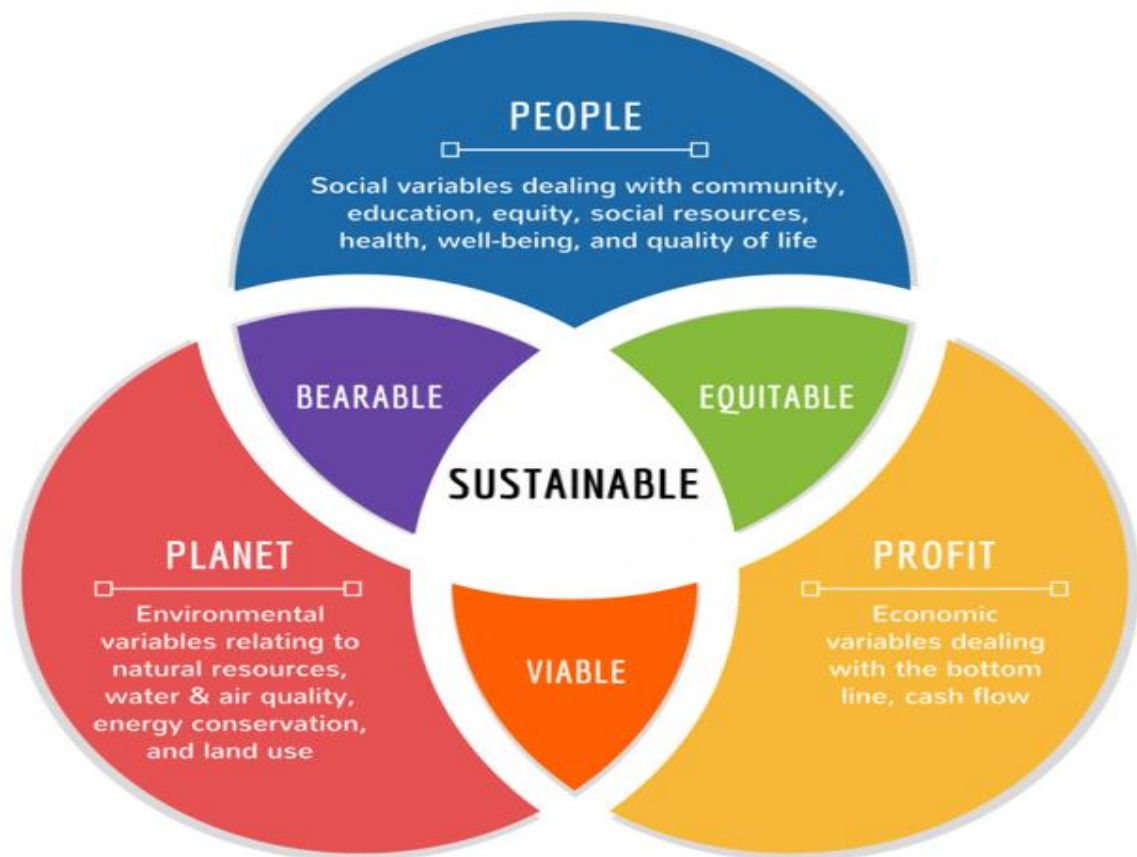 PEOPLE
Social variables dealing with community,
education, equity, social resources,
health, well-being, and quality of life
BEARABLE
EQUITABLE
SUSTAINABLE
PLANET
Environmental
variables relating to
natural resources,
water & air quality,
energy conservation,
and land use
PROFIT
Economic
variables dealing
with the bottom
line, cash flow
VIABLE